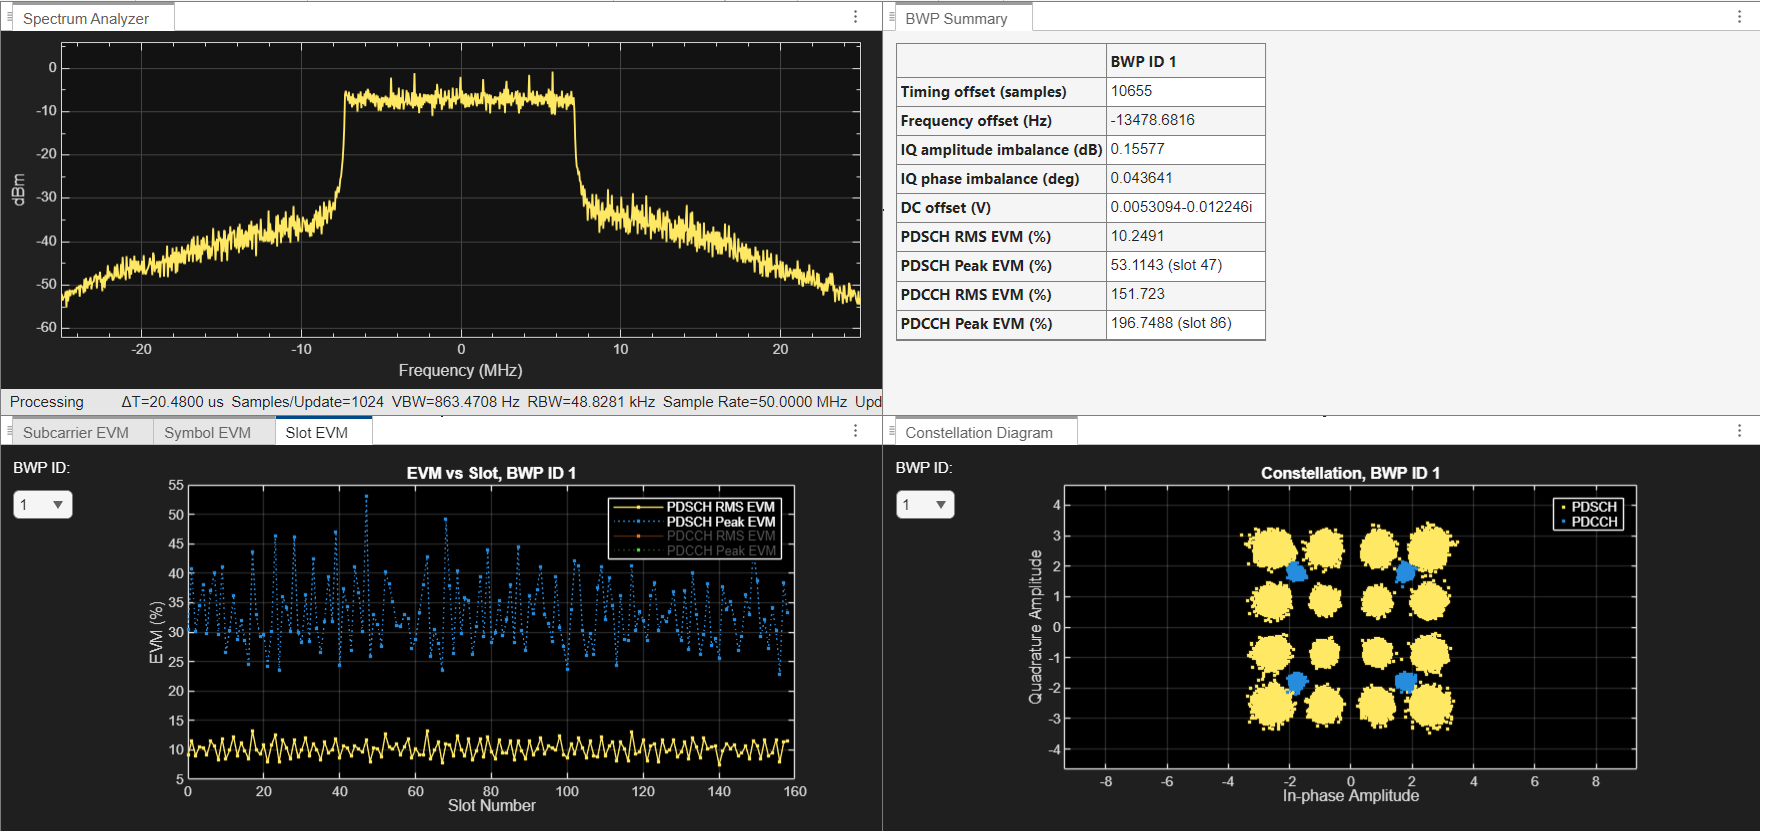 Spectrum Analyzer
0
-10
-20
-30
-40
-50
-60
dBm
-20 -10 0 10 20
Frequency (MHz)
Processing ΔT=20.4800 us Samples/Update=1024 VBW=863.4708 Hz RBW=48.8281 kHz Sample Rate=50.0000 MHz Upd
BWP Summary
BWP ID 1
Timing offset (samples) 10655
Frequency offset (Hz) -13478.6816
IQ amplitude imbalance (dB) 0.15577
IQ phase imbalance (deg) 0.043641
DC offset (V) 0.0053094-0.012246i
PDSCH RMS EVM (%) 10.2491
PDSCH Peak EVM (%) 53.1143 (slot 47)
PDCCH RMS EVM (%) 151.723
PDCCH Peak EVM (%) 196.7488 (slot 86)
Subcarrier EVM Symbol EVM Slot EVM
BWP ID:
1
EVM vs Slot, BWP ID 1
55
50
45
40
35
30
25
20
15
10
5
EVM (%)
PDSCH RMS EVM
PDSCH Peak EVM
PDCCH RMS EVM
PDCCH Peak EVM
0 20 40 60 80 100 120 140 160
Slot Number
Constellation Diagram
BWP ID:
1
Constellation, BWP ID 1
4
3
2
1
0
-1
-2
-3
-4
Quadrature Amplitude
PDSCH
PDCCH
-8 -6 -4 -2 0 2 4 6 8
In-phase Amplitude